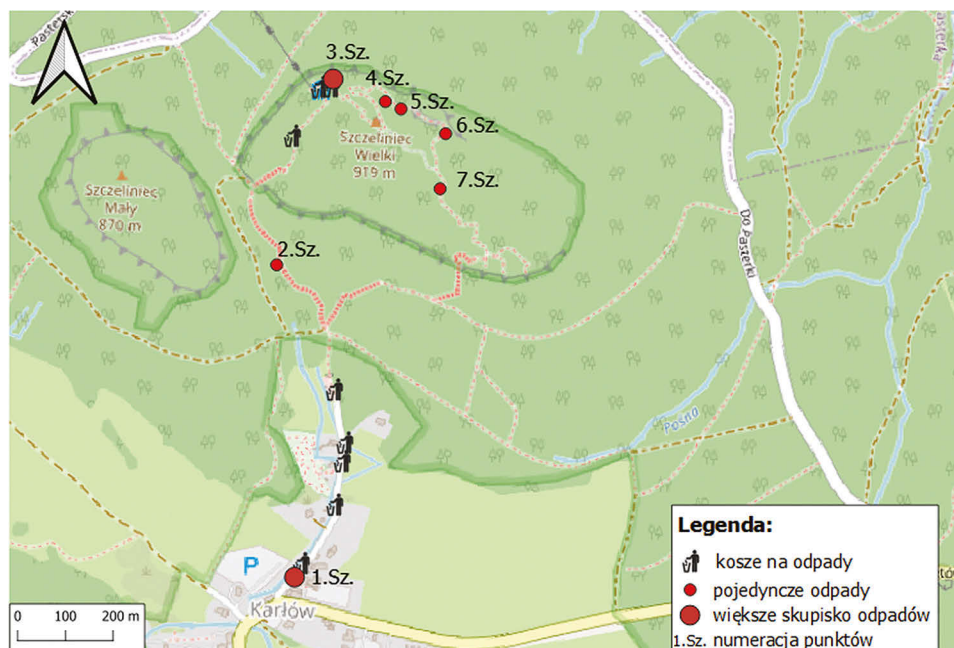 Pasterska
3.Sz.
4.Sz.
5.Sz.
6.Sz.
Szczeliniec
Wielki
919 m
7.Sz.
Szczeliniec
Mały
870 m
2.Sz.
Do Pasterki
Pośna
P
1.Sz.
Karłów
0 100 200 m
Legenda:
kosze na odpady
pojedyncze odpady
większe skupisko odpadów
1.Sz. numeracja punktów